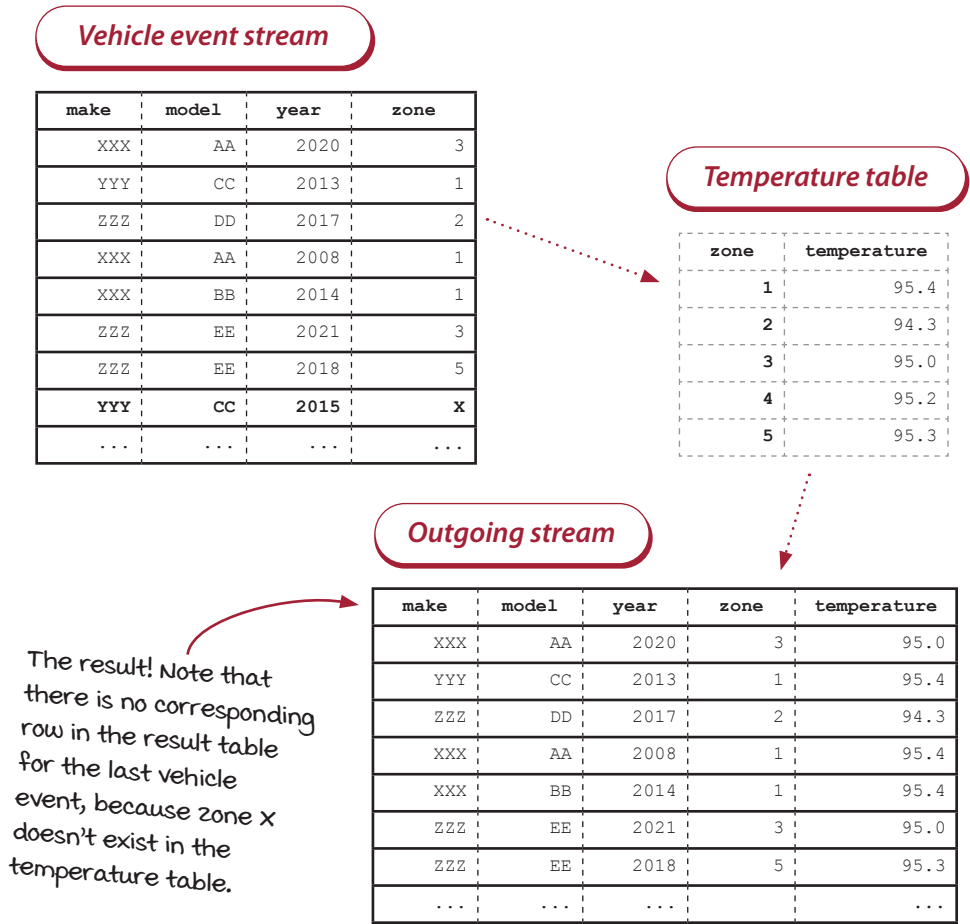 Vehicle event stream
make model year zone
XXX AA 2020 3
YYY CC 2013 1
ZZZ DD 2017 2
XXX AA 2008 1
XXX BB 2014 1
ZZZ EE 2021 3
ZZZ EE 2018 5
YYY CC 2015 X
... ... ... ...
Temperature table
zone temperature
1 95.4
2 94.3
3 95.0
4 95.2
5 95.3
Outgoing stream
make model year zone temperature
XXX AA 2020 3 95.0
YYY CC 2013 1 95.4
ZZZ DD 2017 2 94.3
XXX AA 2008 1 95.4
XXX BB 2014 1 95.4
ZZZ EE 2021 3 95.0
ZZZ EE 2018 5 95.3
... ... ... ...
The result! Note that
there is no corresponding
row in the result table
for the last vehicle
event, because zone X
doesn't exist in the
temperature table.